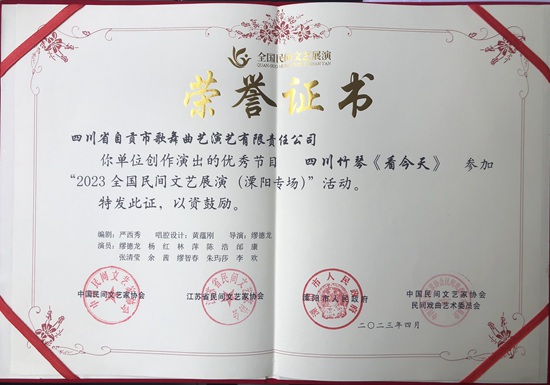 全国民间文艺展演
荣誉证书
四川省自贡市歌舞曲艺演艺有限责任公司
你单位创作演出的优秀节目 四川竹琴《看今天》 参加
“2023全国民间文艺展演(溧阳专场)”活动。
特发此证,以资鼓励。
编剧:严西秀 唱腔设计:黄蕴刚 导演:缪德龙
演员:缪德龙 杨红 林萍 陈浩 邰康
张清莹 余茜 缪智春 朱玙莎 李欢
中国民间文艺家协会 江苏省民间文艺家协会 溧阳市人民政府 中国民间文艺家协会
民间戏曲艺术委员会
二〇二三年四月